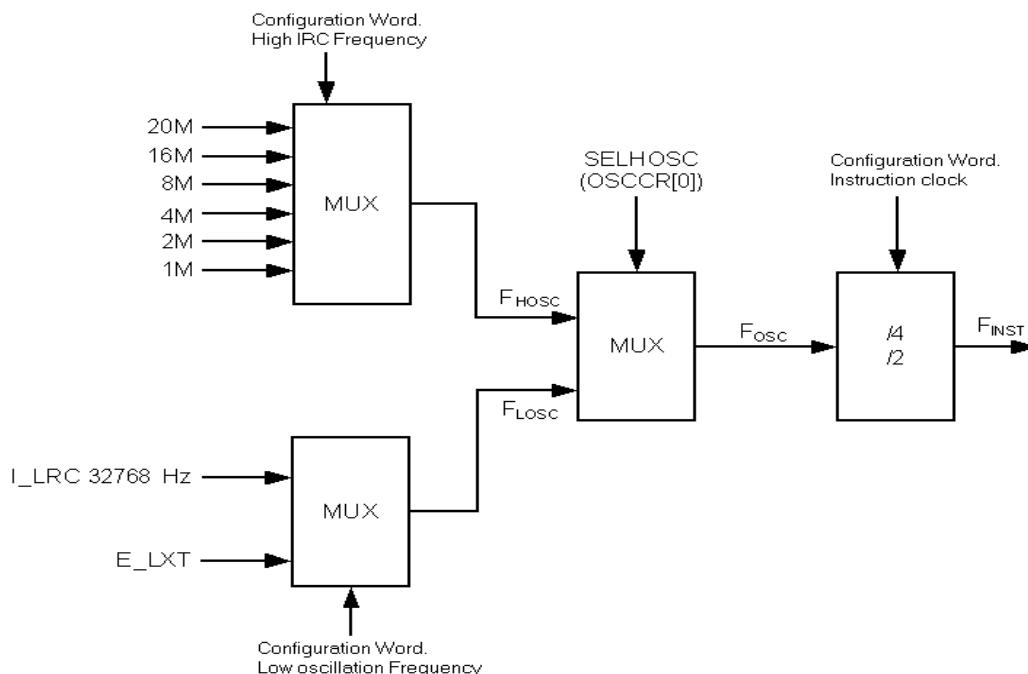 Configuration Word.
High IRC Frequency
20M
16M
8M
4M
2M
1M
MUX
SELHOSC
(OSCCR[0])
Configuration Word.
Instruction clock
FHOSC
MUX
FOSC
/4
/2
FINST
FLOSC
I_LRC 32768 Hz
MUX
E_LXT
Configuration Word.
Low oscillation Frequency